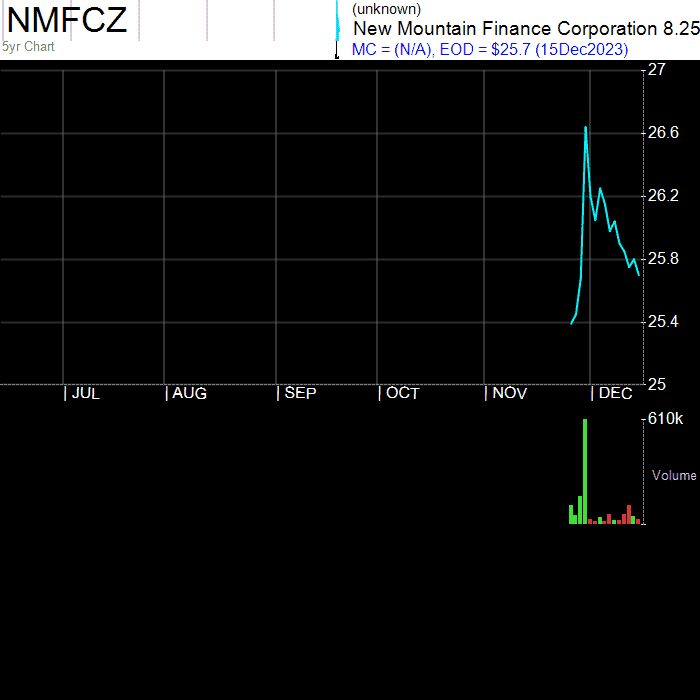 NMFCZ
5yr Chart
(unknown)
New Mountain Finance Corporation 8.25
MC = (N/A), EOD = $25.7 (15Dec2023)
27
26.6
26.2
25.8
25.4
25
| JUL | AUG | SEP | OCT | NOV | DEC
610k
Volume